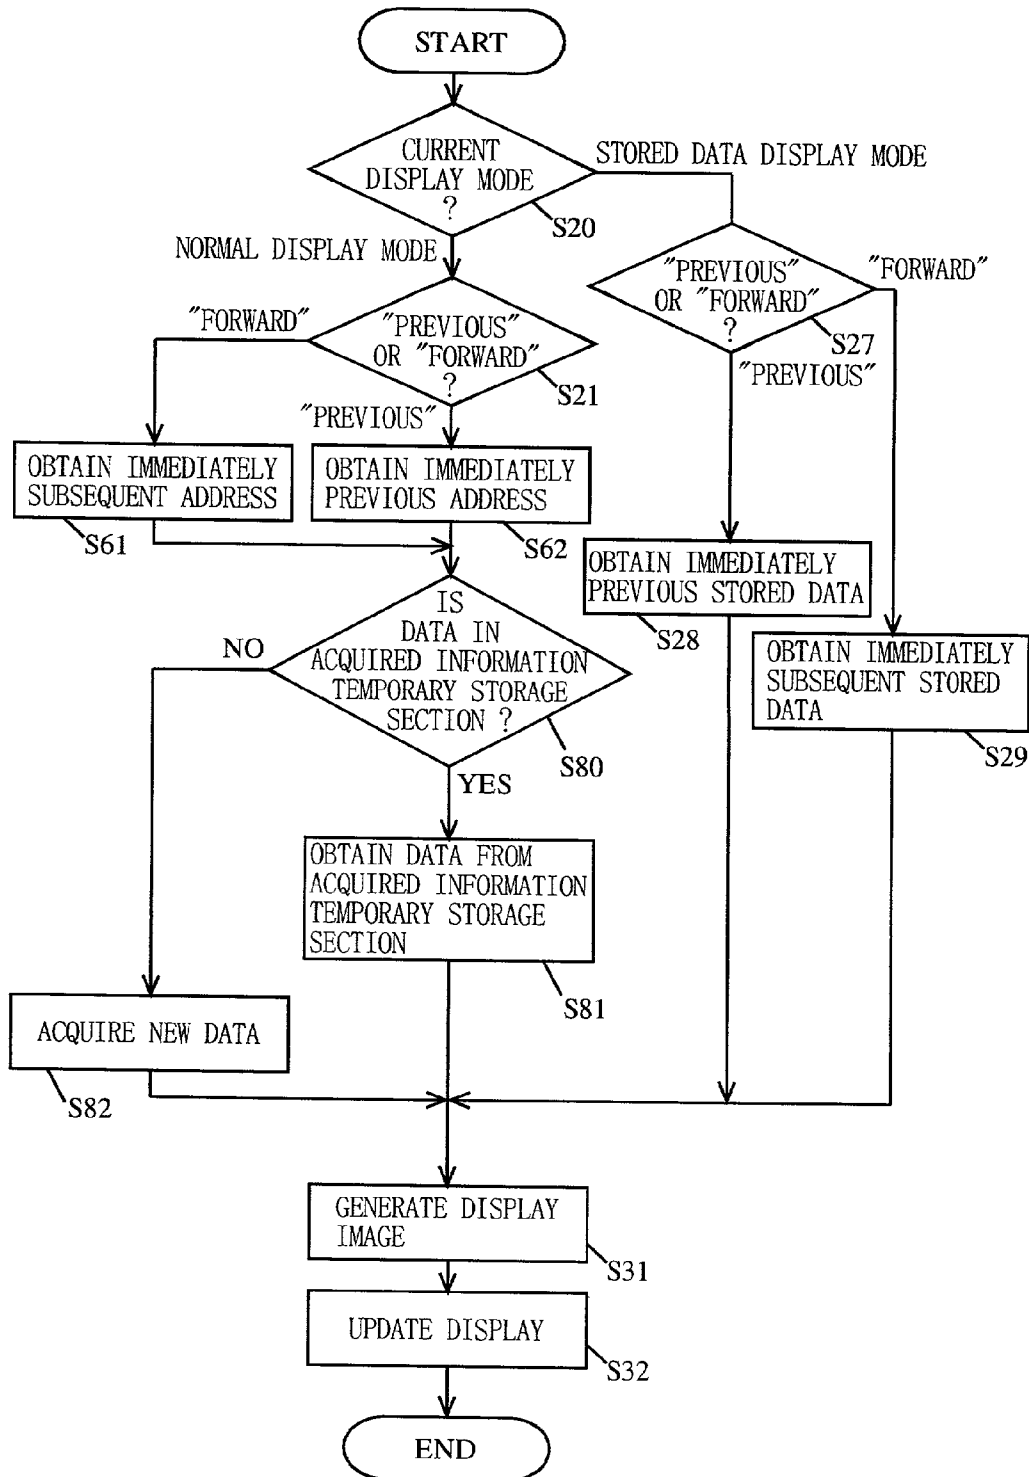 START
CURRENT
DISPLAY MODE
?
STORED DATA DISPLAY MODE
S20
NORMAL DISPLAY MODE
"PREVIOUS"
OR "FORWARD"
?
"FORWARD"
S27
"PREVIOUS"
"FORWARD"
"PREVIOUS"
OR "FORWARD"
?
S21
"PREVIOUS"
OBTAIN IMMEDIATELY
SUBSEQUENT ADDRESS
S61
OBTAIN IMMEDIATELY
PREVIOUS ADDRESS
S62
OBTAIN IMMEDIATELY
PREVIOUS STORED DATA
S28
OBTAIN IMMEDIATELY
SUBSEQUENT STORED
DATA
S29
IS
DATA IN
ACQUIRED INFORMATION
TEMPORARY STORAGE
SECTION ?
NO
S80
YES
OBTAIN DATA FROM
ACQUIRED INFORMATION
TEMPORARY STORAGE
SECTION
S81
ACQUIRE NEW DATA
S82
GENERATE DISPLAY
IMAGE
S31
UPDATE DISPLAY
S32
END